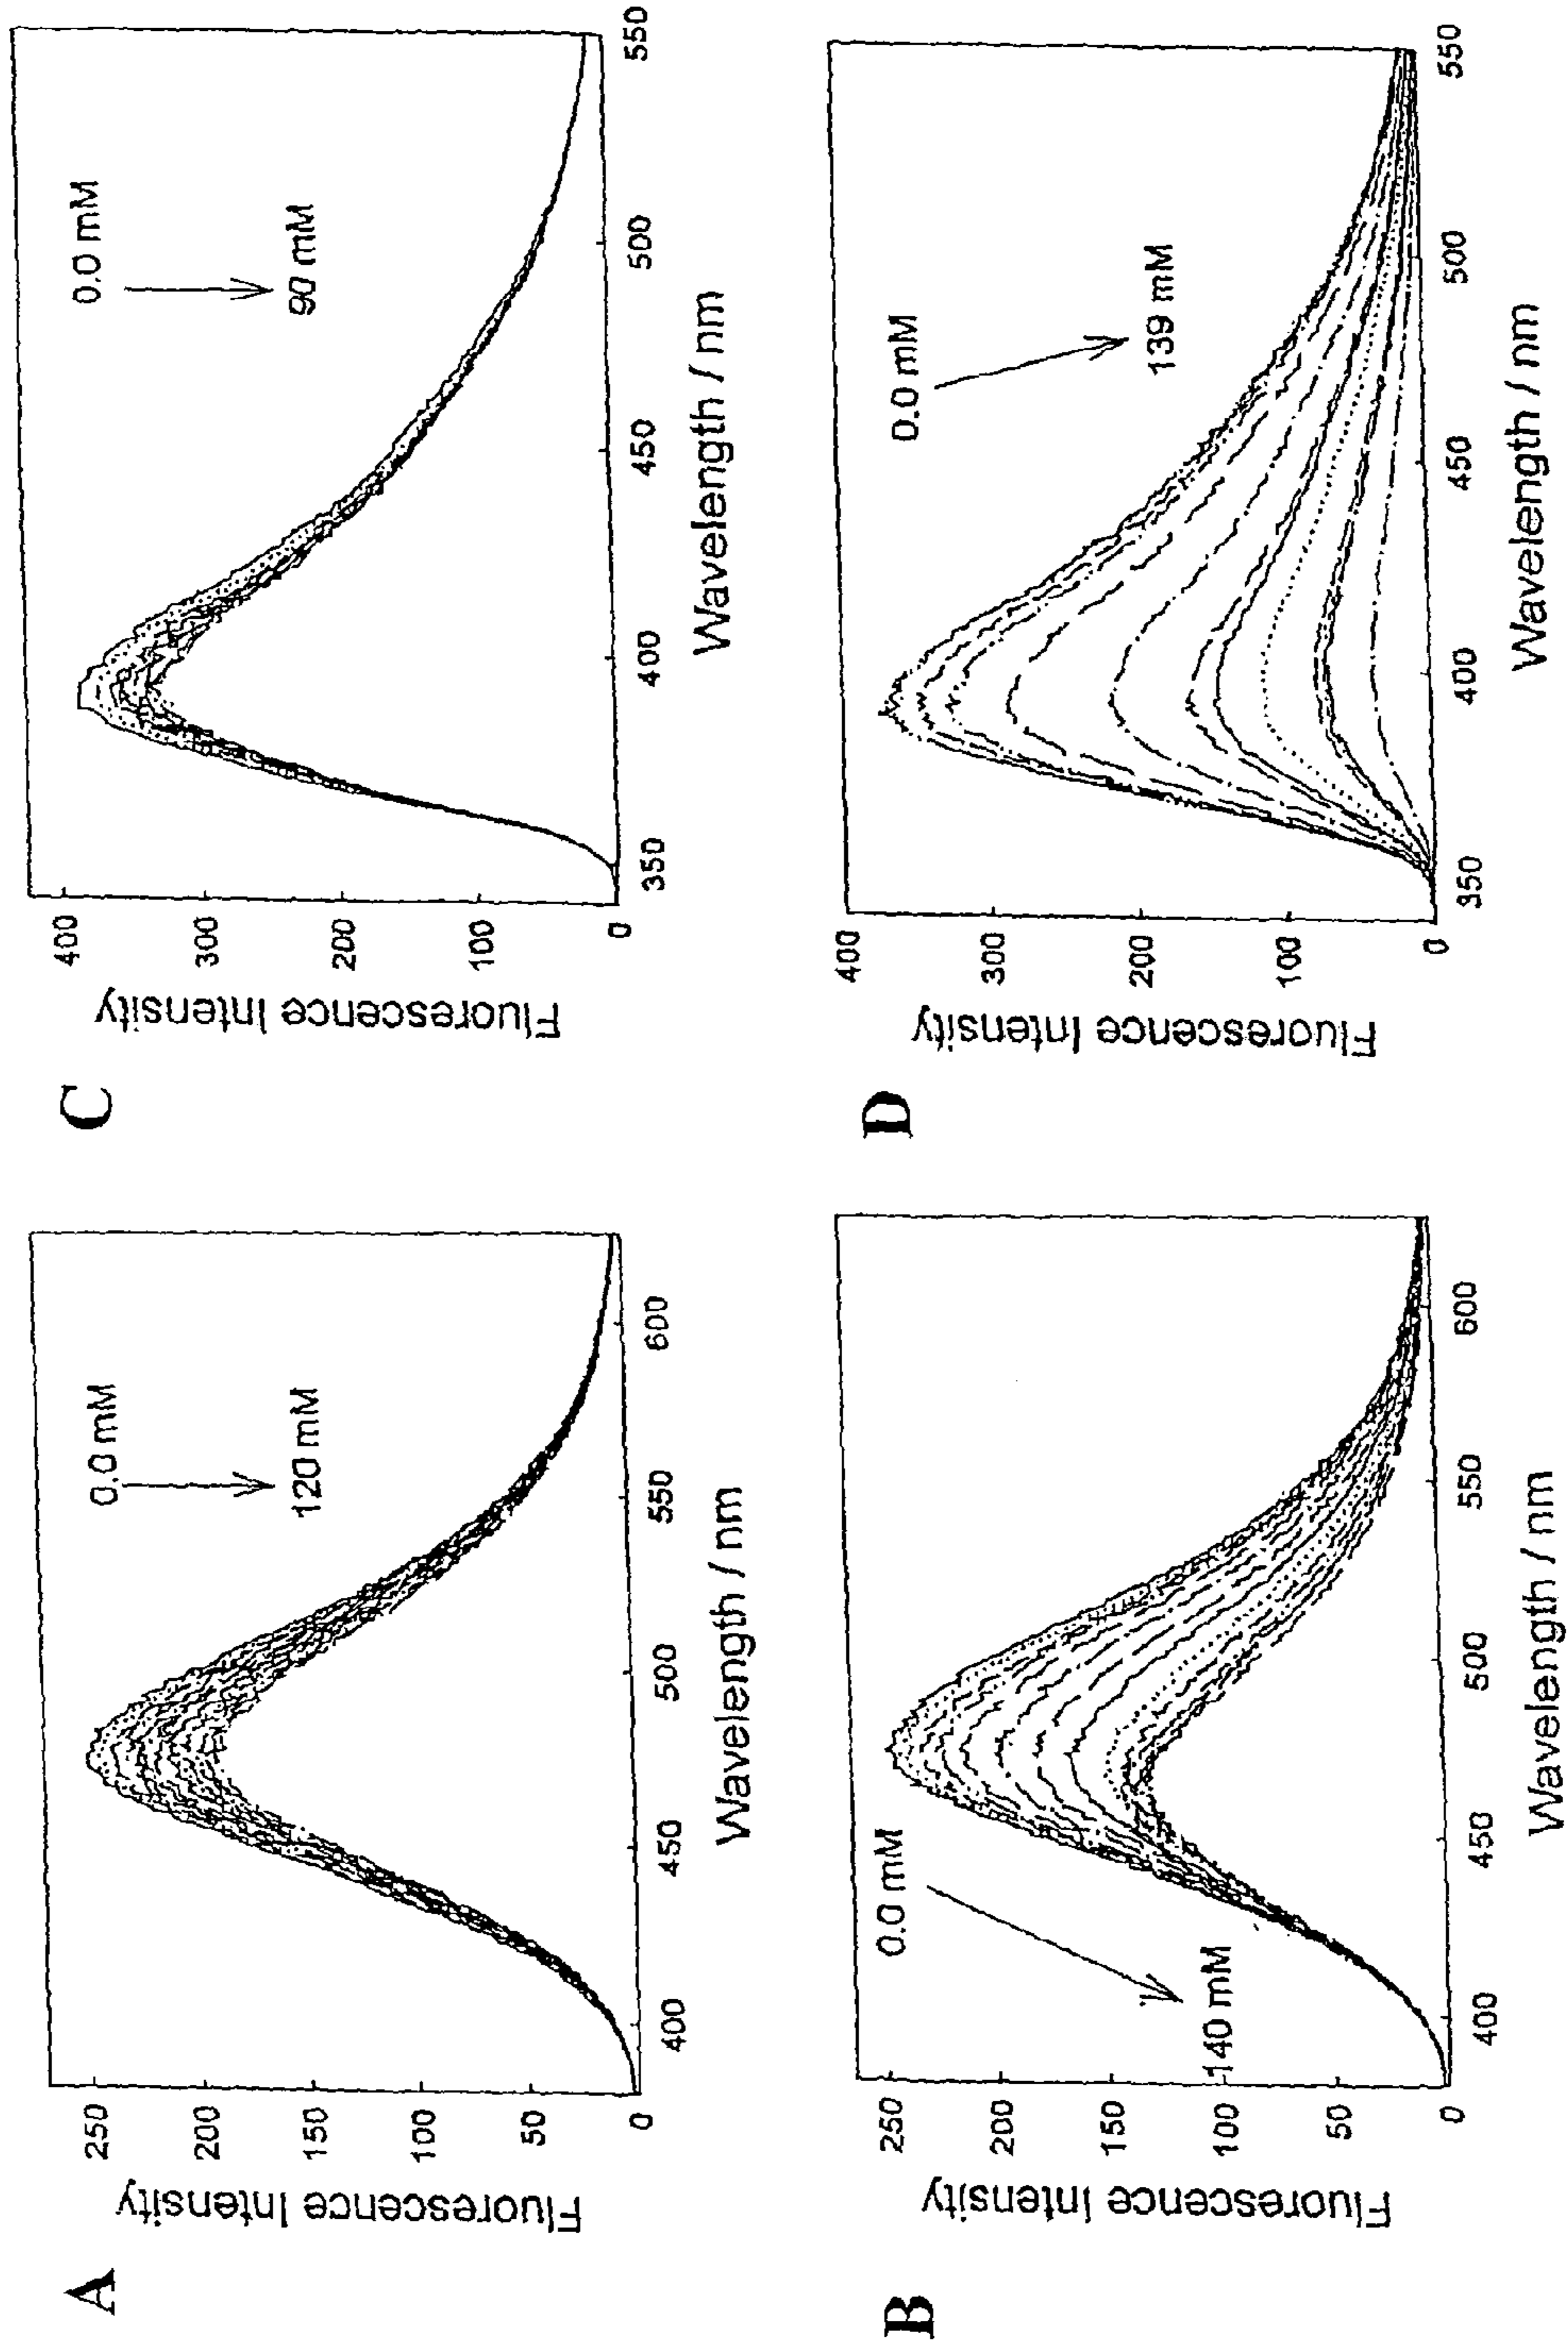 A
Fluorescence Intensity
250
200
150
100
50
0
0.0 mM
120 mM
400
450
500
550
600
Wavelength / nm
C
Fluorescence Intensity
400
300
200
100
0
0.0 mM
90 mM
350
400
450
500
550
Wavelength / nm
B
Fluorescence Intensity
250
200
150
100
50
0
0.0 mM
140 mM
400
450
500
550
600
Wavelength / nm
D
Fluorescence Intensity
400
300
200
100
0
0.0 mM
139 mM
350
400
450
500
550
Wavelength / nm